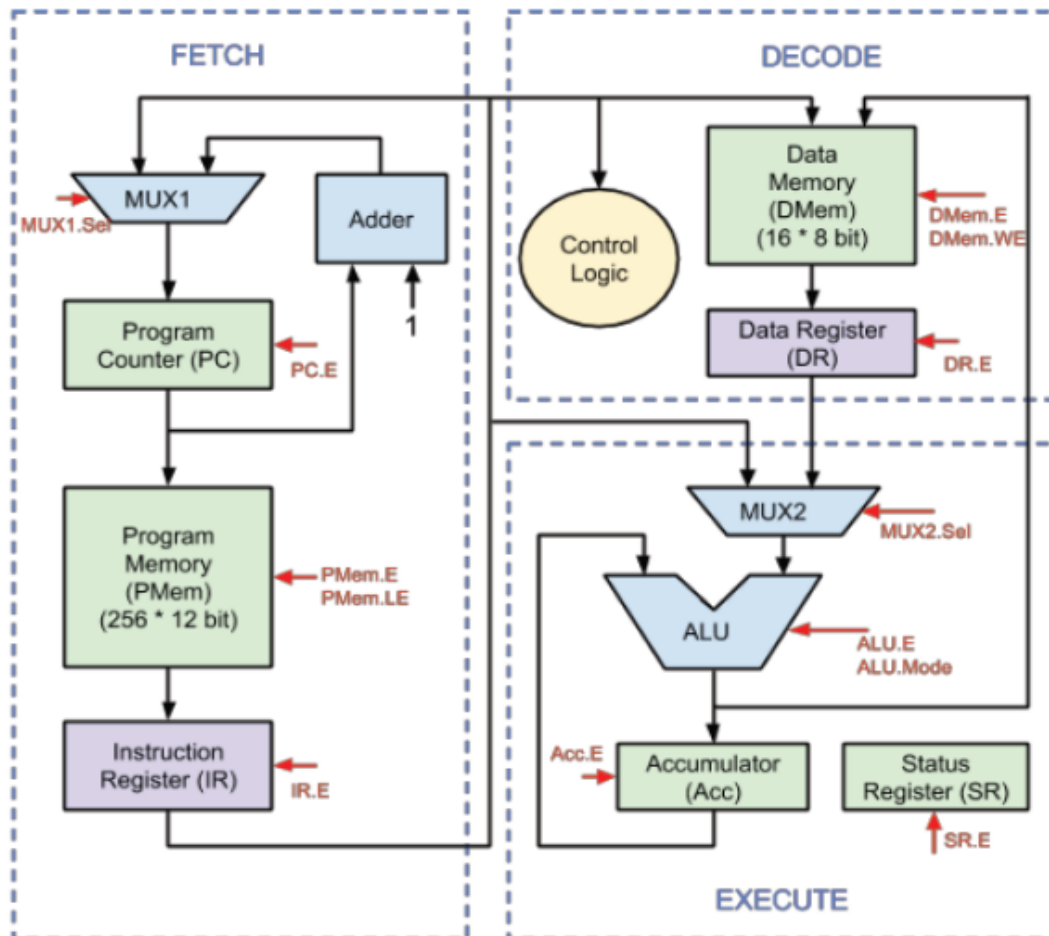 FETCH
MUX1
MUX1.Sel
Adder
1
Program
Counter (PC)
PC.E
Program
Memory
(PMem)
(256 * 12 bit)
PMem.E
PMem.LE
Instruction
Register (IR)
IR.E
DECODE
Control
Logic
Data
Memory
(DMem)
(16 * 8 bit)
DMem.E
DMem.WE
Data Register
(DR)
DR.E
MUX2
MUX2.Sel
ALU
ALU.E
ALU.Mode
Acc.E
Accumulator
(Acc)
Status
Register (SR)
SR.E
EXECUTE